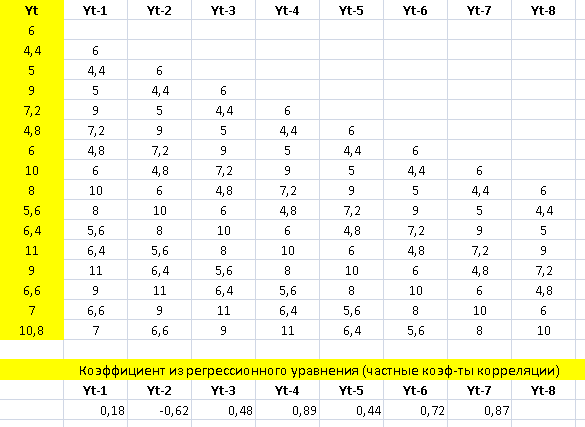 Yt Yt-1 Yt-2 Yt-3 Yt-4 Yt-5 Yt-6 Yt-7 Yt-8
6
4,4 6
5 4,4 6
9 5 4,4 6
7,2 9 5 4,4 6
4,8 7,2 9 5 4,4 6
6 4,8 7,2 9 5 4,4 6
10 6 4,8 7,2 9 5 4,4 6
8 10 6 4,8 7,2 9 5 4,4 6
5,6 8 10 6 4,8 7,2 9 5 4,4
6,4 5,6 8 10 6 4,8 7,2 9 5
11 6,4 5,6 8 10 6 4,8 7,2 9
9 11 6,4 5,6 8 10 6 4,8 7,2
6,6 9 11 6,4 5,6 8 10 6 4,8
7 6,6 9 11 6,4 5,6 8 10 6
10,8 7 6,6 9 11 6,4 5,6 8 10
Коэффициент из регрессионого уравнения (частные коэф-ты корреляции)
Yt-1 Yt-2 Yt-3 Yt-4 Yt-5 Yt-6 Yt-7 Yt-8
0,18 -0,62 0,48 0,89 0,44 0,72 0,87